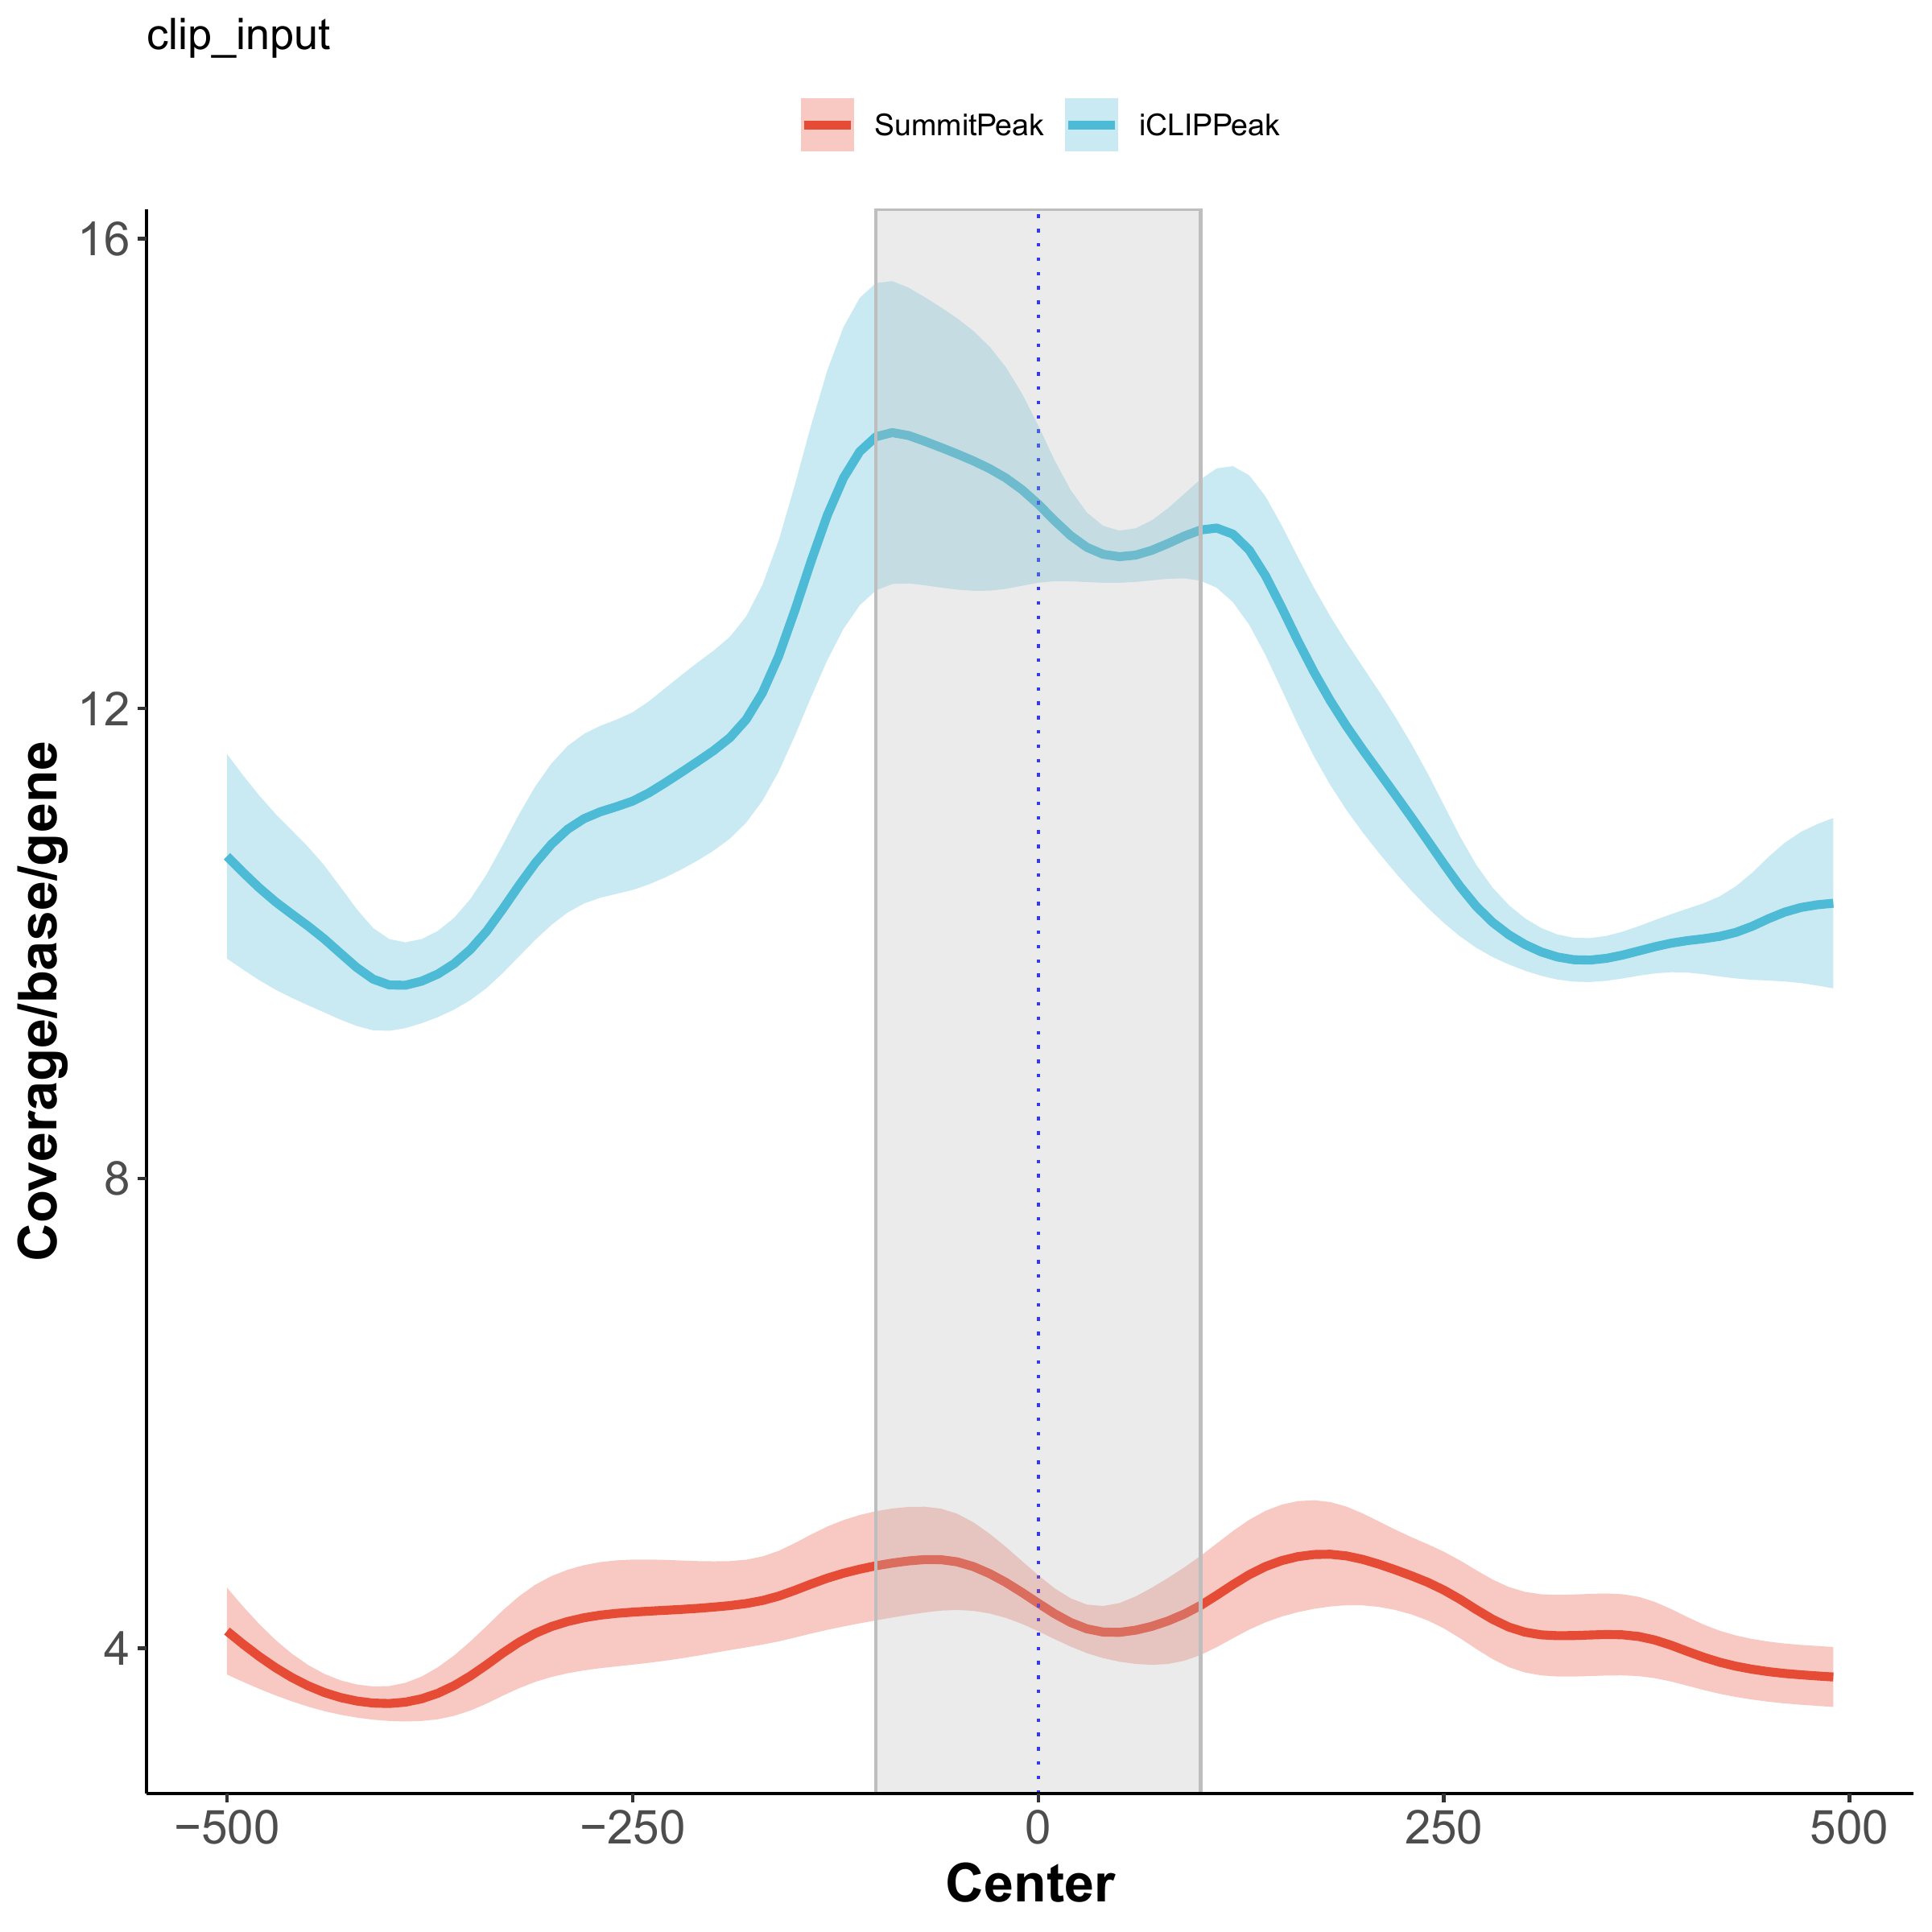 clip_input
SummitPeak iCLIPPeak
16
12
8
4
Coverage/base/gene
−500 −250 0 250 500
Center